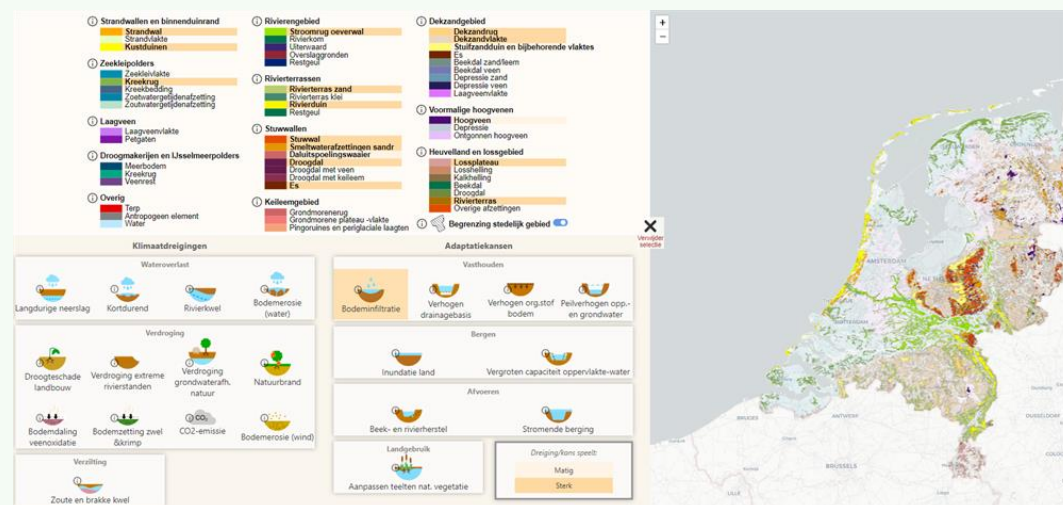 Strandwallen en binnenduinrand
Strandwal
Strandvlakte
Kustduinen
Zeekleipolders
Zeekleivlakte
Kreekrug
Kreekbedding
Zoetwatergetijdenafzetting
Zoutwatergetijdenafzetting
Laagveen
Laagveenvlakte
Petgaten
Droogmakerijen en IJsselmeerpolders
Meerbodem
Kreekrug
Veenrest
Overig
Terp
Antropogeen element
Water
Rivierengebied
Stroomrug oeverwal
Rivierkom
Uiterwaard
Overslaggronden
Restgeul
Rivierterrassen
Rivierterras zand
Rivierterras klei
Rivierduin
Restgeul
Stuwwallen
Stuwwal
Smeltwaterafzettingen sandr
Daluitspoelingswaaier
Droogdal
Droogdal met veen
Droogdal met keileem
Es
Keileemgebied
Grondmorenerug
Grondmorene plateau -vlakte
Pingoruines en periglaciale laagten
Dekzandgebied
Dekzandrug
Dekzandvlakte
Stuifzandduin en bijbehorende vlaktes
Es
Beekdal zand/leem
Beekdal veen
Depressie zand
Depressie veen
Laagveenvlakte
Voormalige hoogvenen
Hoogveen
Depressie
Ontgonnen hoogveen
Heuvelland en lossgebied
Lossplateau
Losshelling
Kalkhelling
Beekdal
Droogdal
Rivierterras
Overige afzettingen
Begrenzing stedelijk gebied
Vervijder
selectie
Klimaatdreigingen
Wateroverlast
Langdurige neerslag
Kortdurend
Rivierkwel
Bodemerosie
(water)
Verdroging
Droogteschade
landbouw
Verdroging extreme
rivierstanden
Verdroging
grondwaterafh.
natuur
Natuurbrand
Bodemdaling
veenoxidatie
Bodemzetting zwel
&krimp
CO2-emissie
Bodemerosie (wind)
Verzilting
Zoute en brakke kwel
Adaptatiekansen
Vasthouden
Bodeminfiltratie
Verhogen
drainagebasis
Verhogen org.stof
bodem
Peilverhogen opp.-
en grondwater
Bergen
Inundatie land
Vergroten capaciteit oppervlakte-water
Afvoeren
Beek- en rivierherstel
Stromende berging
Landgebruik
Aanpassen teelten nat. vegetatie
Dreiging/kans speelt:
Matig
Sterk
+
−
AMSTERDAM
ROTTERDAM
ANTWERP
BRUSSELS
LILLE